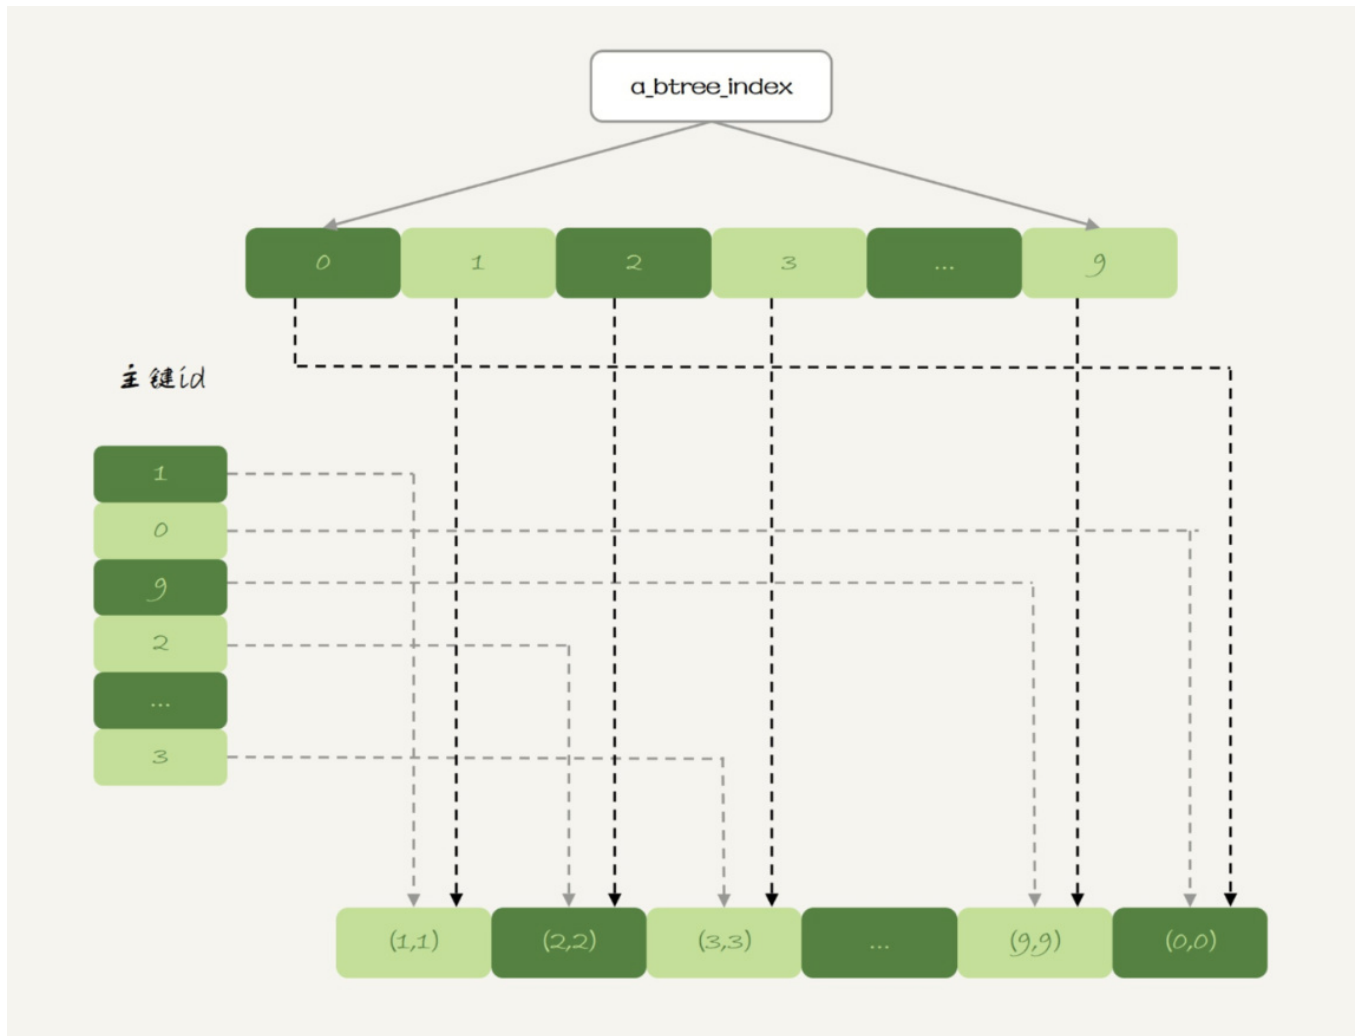 a_btree_index
0 1 2 3 ... 9
主键id
1
0
9
2
...
3
(1,1) (2,2) (3,3) ... (9,9) (0,0)